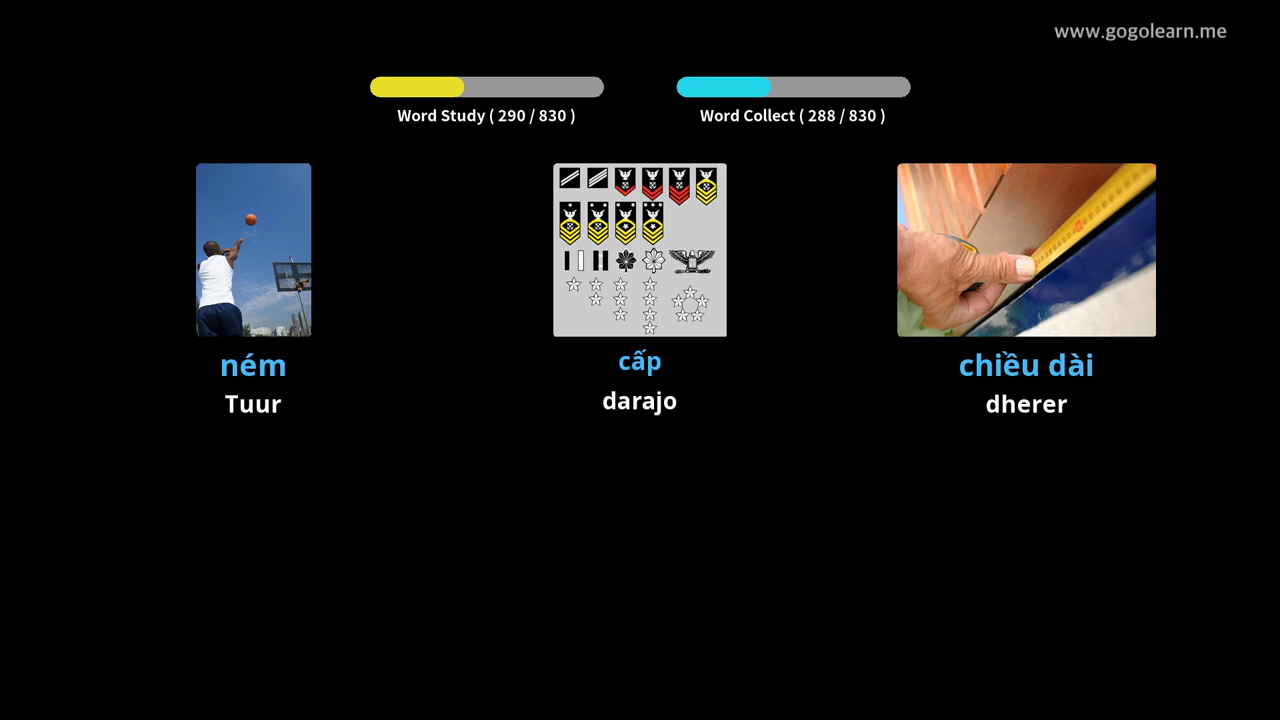 www.gogolearn.me
Word Study ( 290 / 830 )
Word Collect ( 288 / 830 )
ném
cấp
chiều dài
Tuur
darajo
dherer